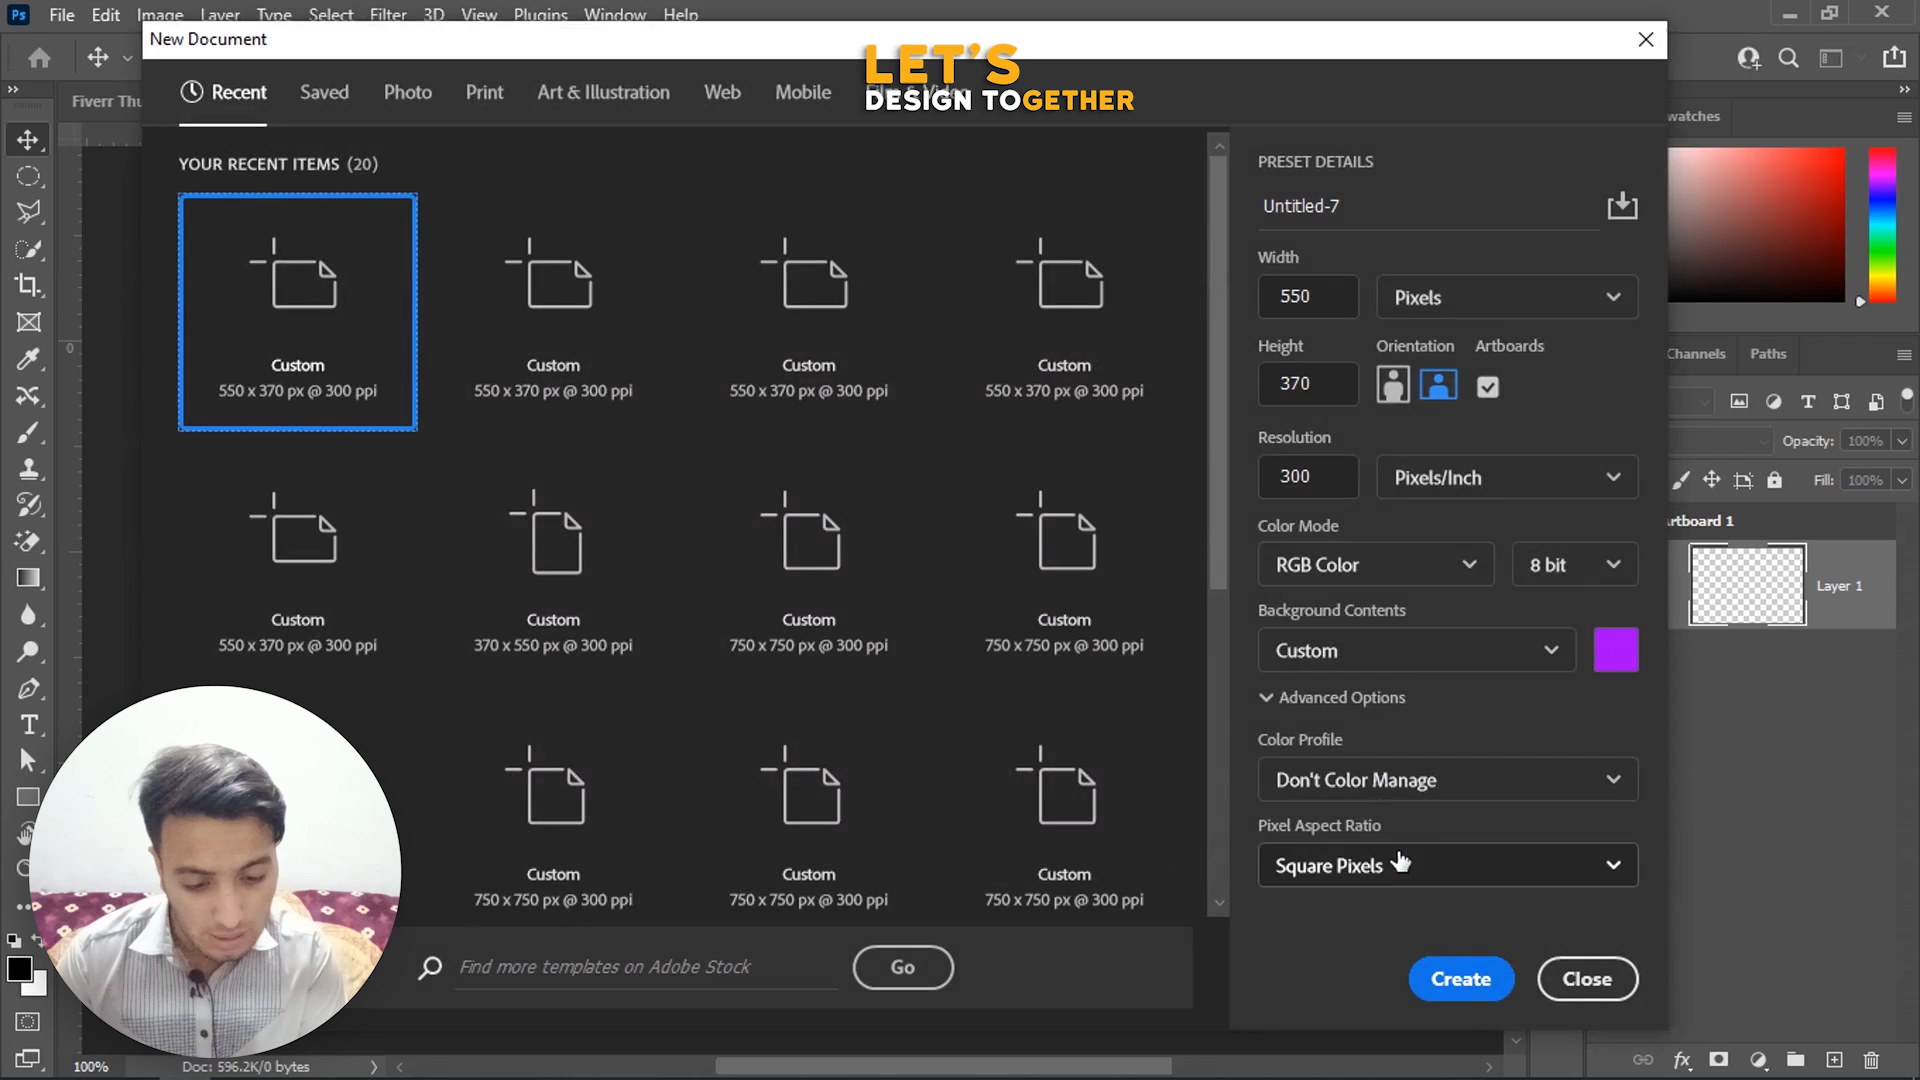 Ps File Edit Image Layer Type Select Filter 3D View Plugins Window Help
New Document
LET'S
DESIGN TOGETHER
Fiverr Thu
Recent Saved Photo Print Art & Illustration Web Mobile
watches
YOUR RECENT ITEMS (20)
Custom
550 x 370 px @ 300 ppi
Custom
550 x 370 px @ 300 ppi
Custom
550 x 370 px @ 300 ppi
Custom
550 x 370 px @ 300 ppi
Custom
550 x 370 px @ 300 ppi
Custom
370 x 550 px @ 300 ppi
Custom
750 x 750 px @ 300 ppi
Custom
750 x 750 px @ 300 ppi
Custom
750 x 750 px @ 300 ppi
Custom
750 x 750 px @ 300 ppi
Custom
750 x 750 px @ 300 ppi
Find more templates on Adobe Stock
Go
PRESET DETAILS
Untitled-7
Width
550 Pixels
Height Orientation Artboards
370
Resolution
300 Pixels/Inch
Color Mode
RGB Color 8 bit
Background Contents
Custom
Advanced Options
Color Profile
Don't Color Manage
Pixel Aspect Ratio
Square Pixels
Create Close
Channels Paths
Opacity: 100%
Fill: 100%
rtboard 1
Layer 1
0
100% Doc: 596.2K/0 bytes